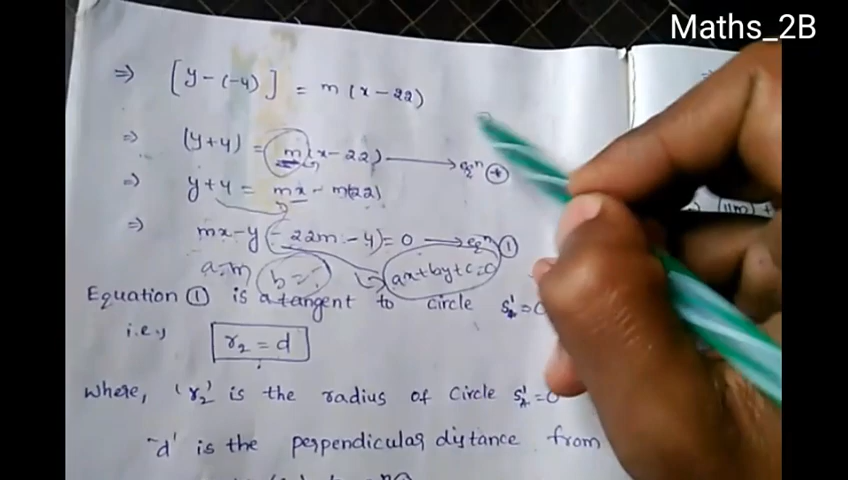 Maths_2B
⇒ [y-(-4)] = m(x-22)
⇒ (y+4) = m(x-22) → eqⁿ (*)
⇒ y+4 = mx - m(22)
⇒ mx-y(-22m-4)=0 → eqⁿ ①
a=m b=-1 ax+by+c=0
Equation ① is a tangent to circle S'=0
i.e., r₂ = d
Where, 'r₂' is the radius of circle S'=0
'd' is the perpendicular distance from